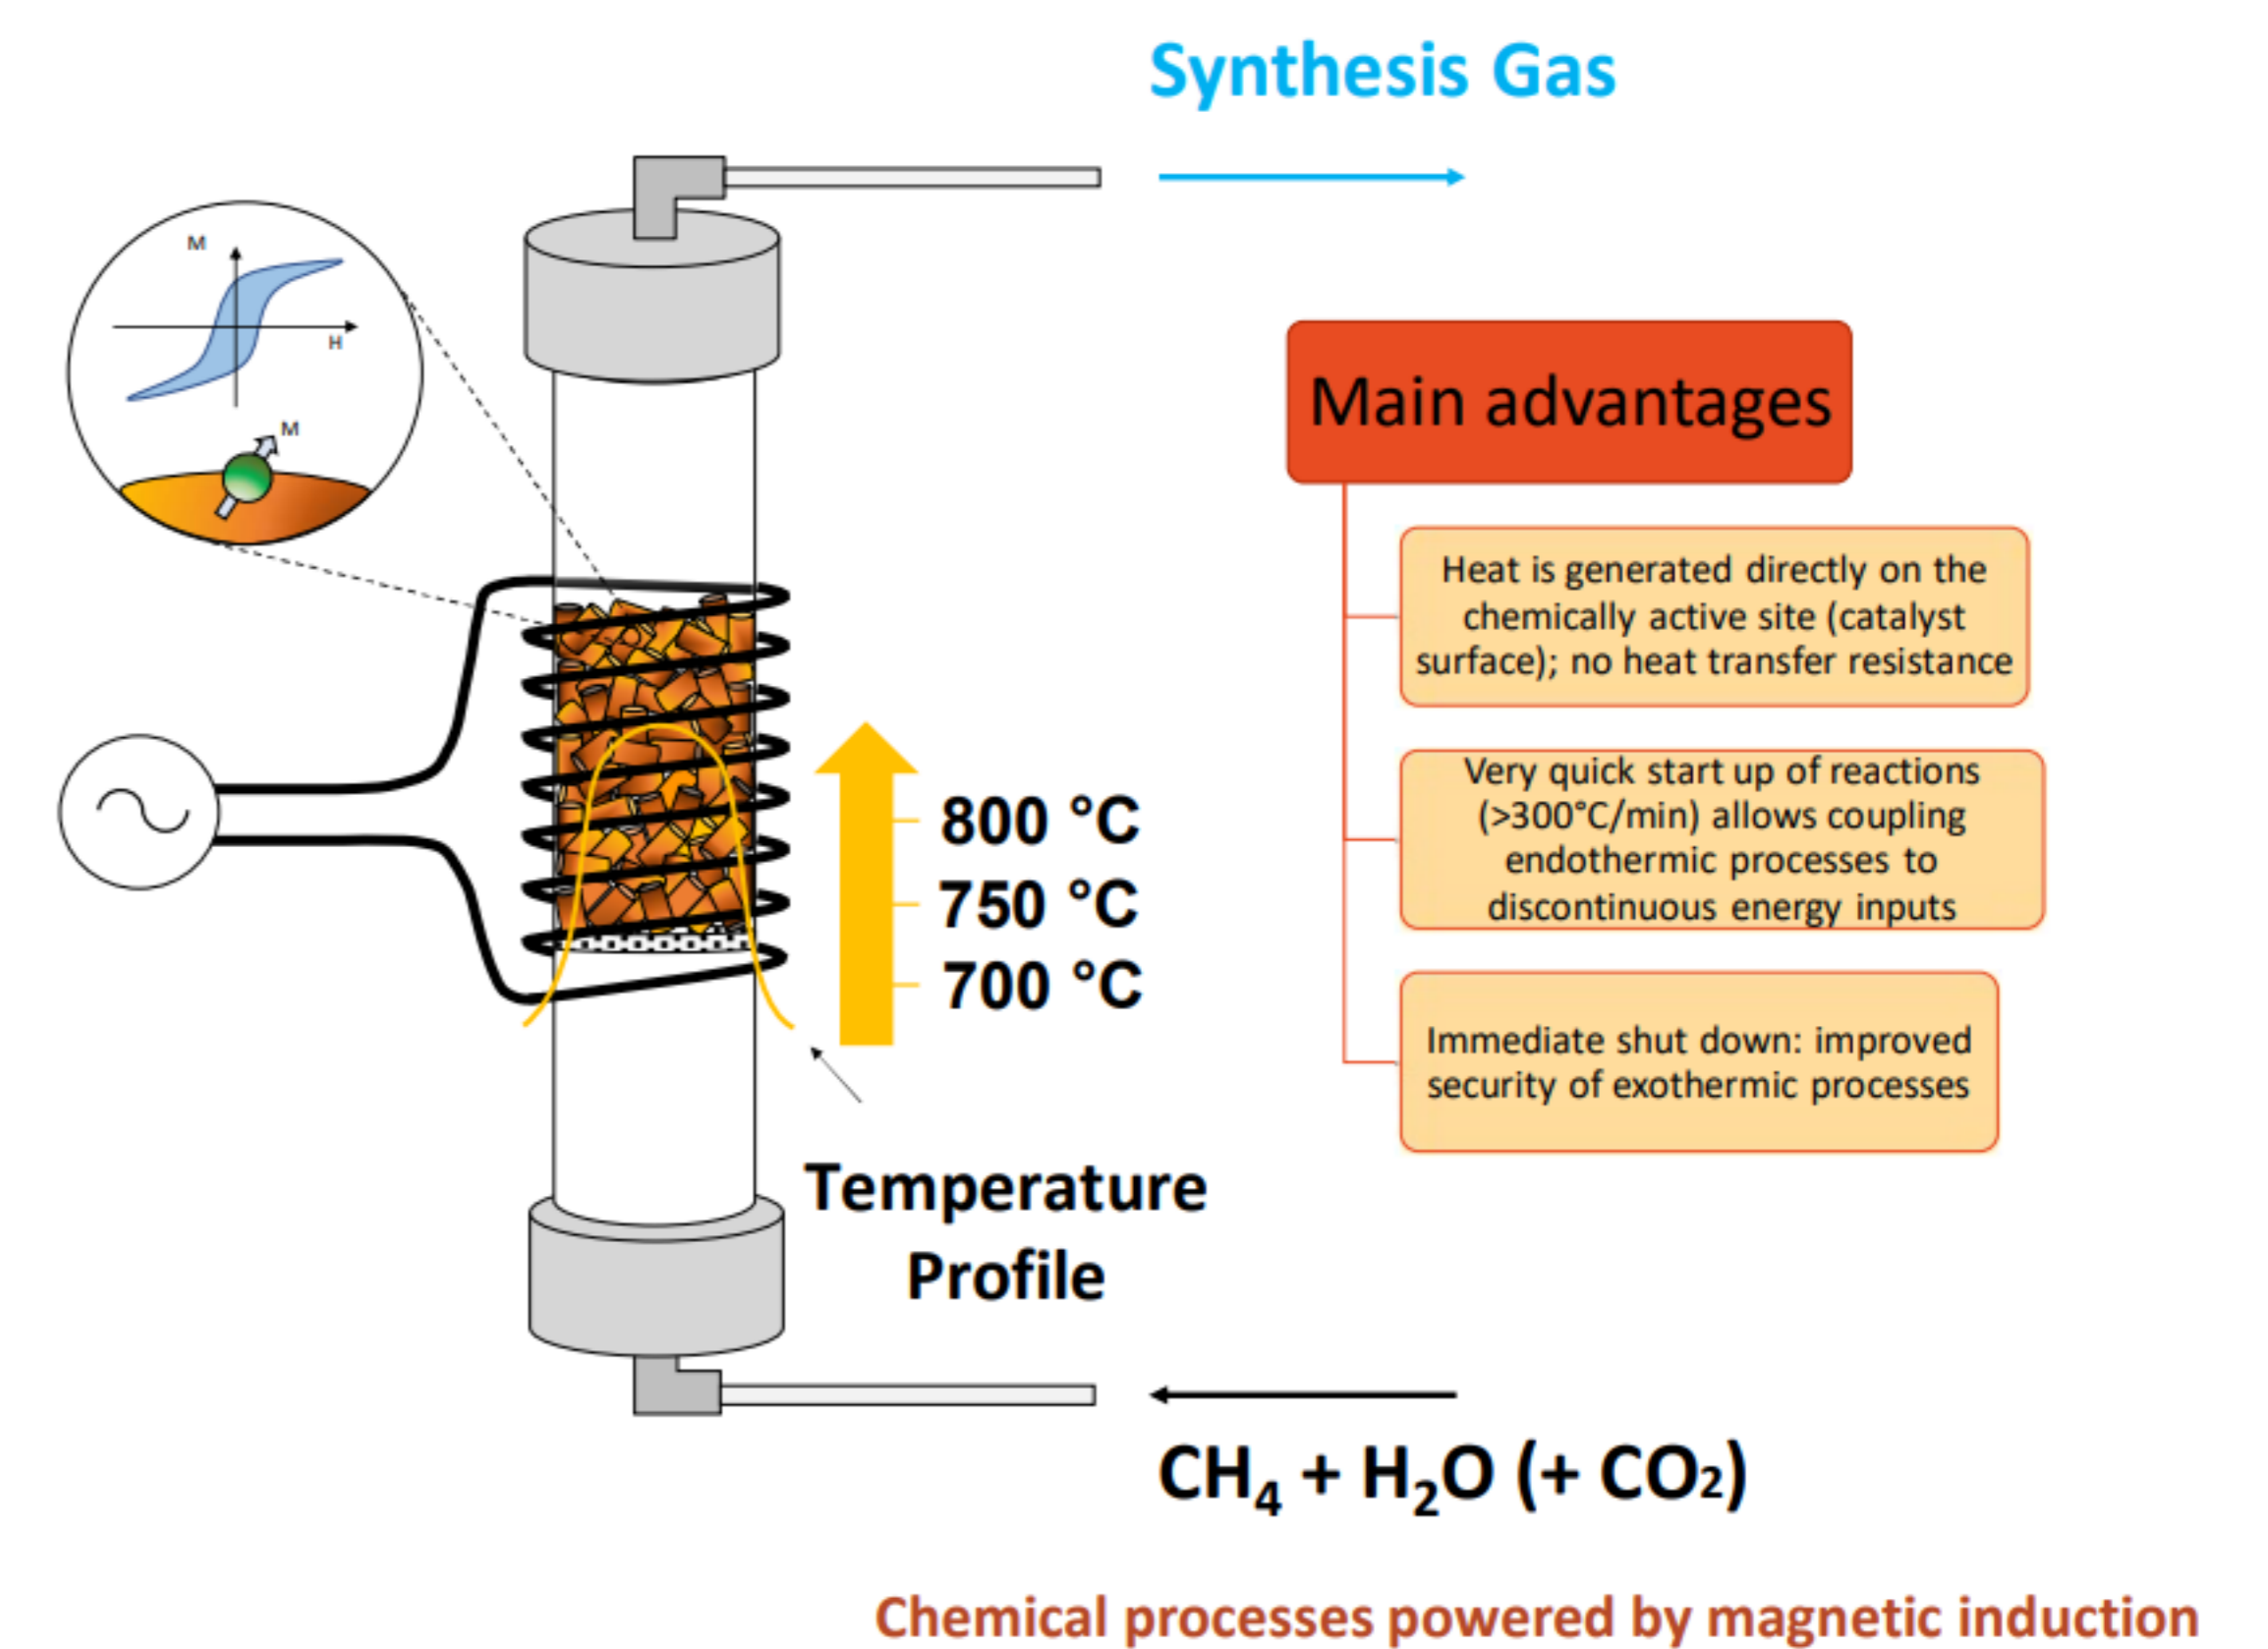 Synthesis Gas
M
H
M
Main advantages
Heat is generated directly on the
chemically active site (catalyst
surface); no heat transfer resistance
Very quick start up of reactions
(>300°C/min) allows coupling
endothermic processes to
discontinuous energy inputs
Immediate shut down: improved
security of exothermic processes
800 °C
750 °C
700 °C
Temperature
Profile
CH₄ + H₂O (+ CO₂)
Chemical processes powered by magnetic induction